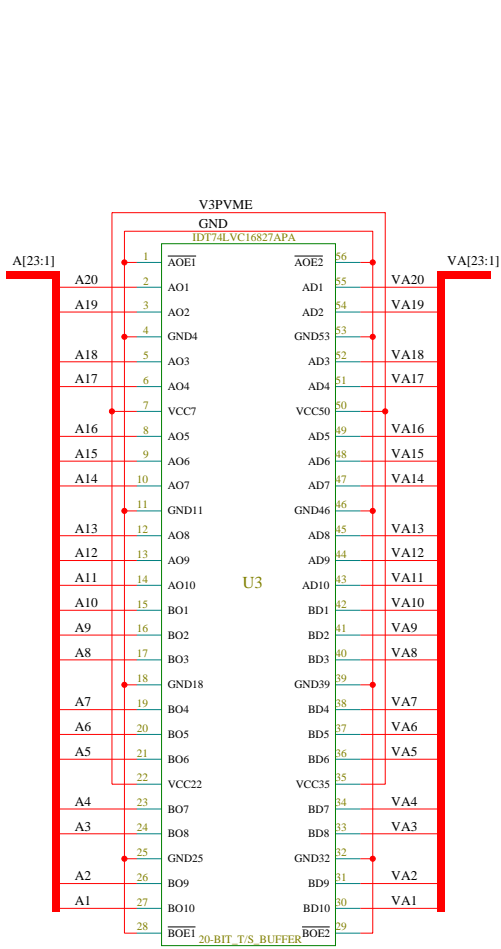 V3PVME
GND
IDT74LVC16827APA
A[23:1] VA[23:1]
1 AOE1 AOE2 56
A20 2 AO1 AD1 55 VA20
A19 3 AO2 AD2 54 VA19
4 GND4 GND53 53
A18 5 AO3 AD3 52 VA18
A17 6 AO4 AD4 51 VA17
7 VCC7 VCC50 50
A16 8 AO5 AD5 49 VA16
A15 9 AO6 AD6 48 VA15
A14 10 AO7 AD7 47 VA14
11 GND11 GND46 46
A13 12 AO8 AD8 45 VA13
A12 13 AO9 AD9 44 VA12
A11 14 AO10 AD10 43 VA11
U3
A10 15 BO1 BD1 42 VA10
A9 16 BO2 BD2 41 VA9
A8 17 BO3 BD3 40 VA8
18 GND18 GND39 39
A7 19 BO4 BD4 38 VA7
A6 20 BO5 BD5 37 VA6
A5 21 BO6 BD6 36 VA5
22 VCC22 VCC35 35
A4 23 BO7 BD7 34 VA4
A3 24 BO8 BD8 33 VA3
25 GND25 GND32 32
A2 26 BO9 BD9 31 VA2
A1 27 BO10 BD10 30 VA1
28 BOE1 BOE2 29
20-BIT_T/S_BUFFER